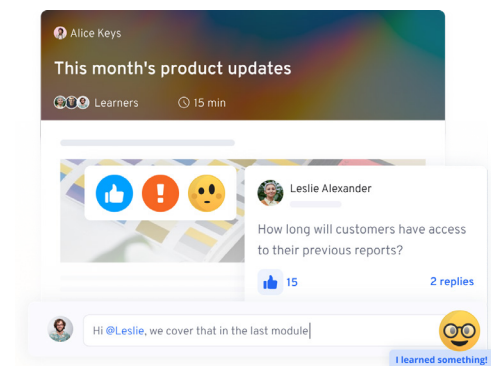 Alice Keys
This month's product updates
Learners
15 min
Leslie Alexander
How long will customers have access
to their previous reports?
15
2 replies
Hi @Leslie, we cover that in the last module
I learned something!